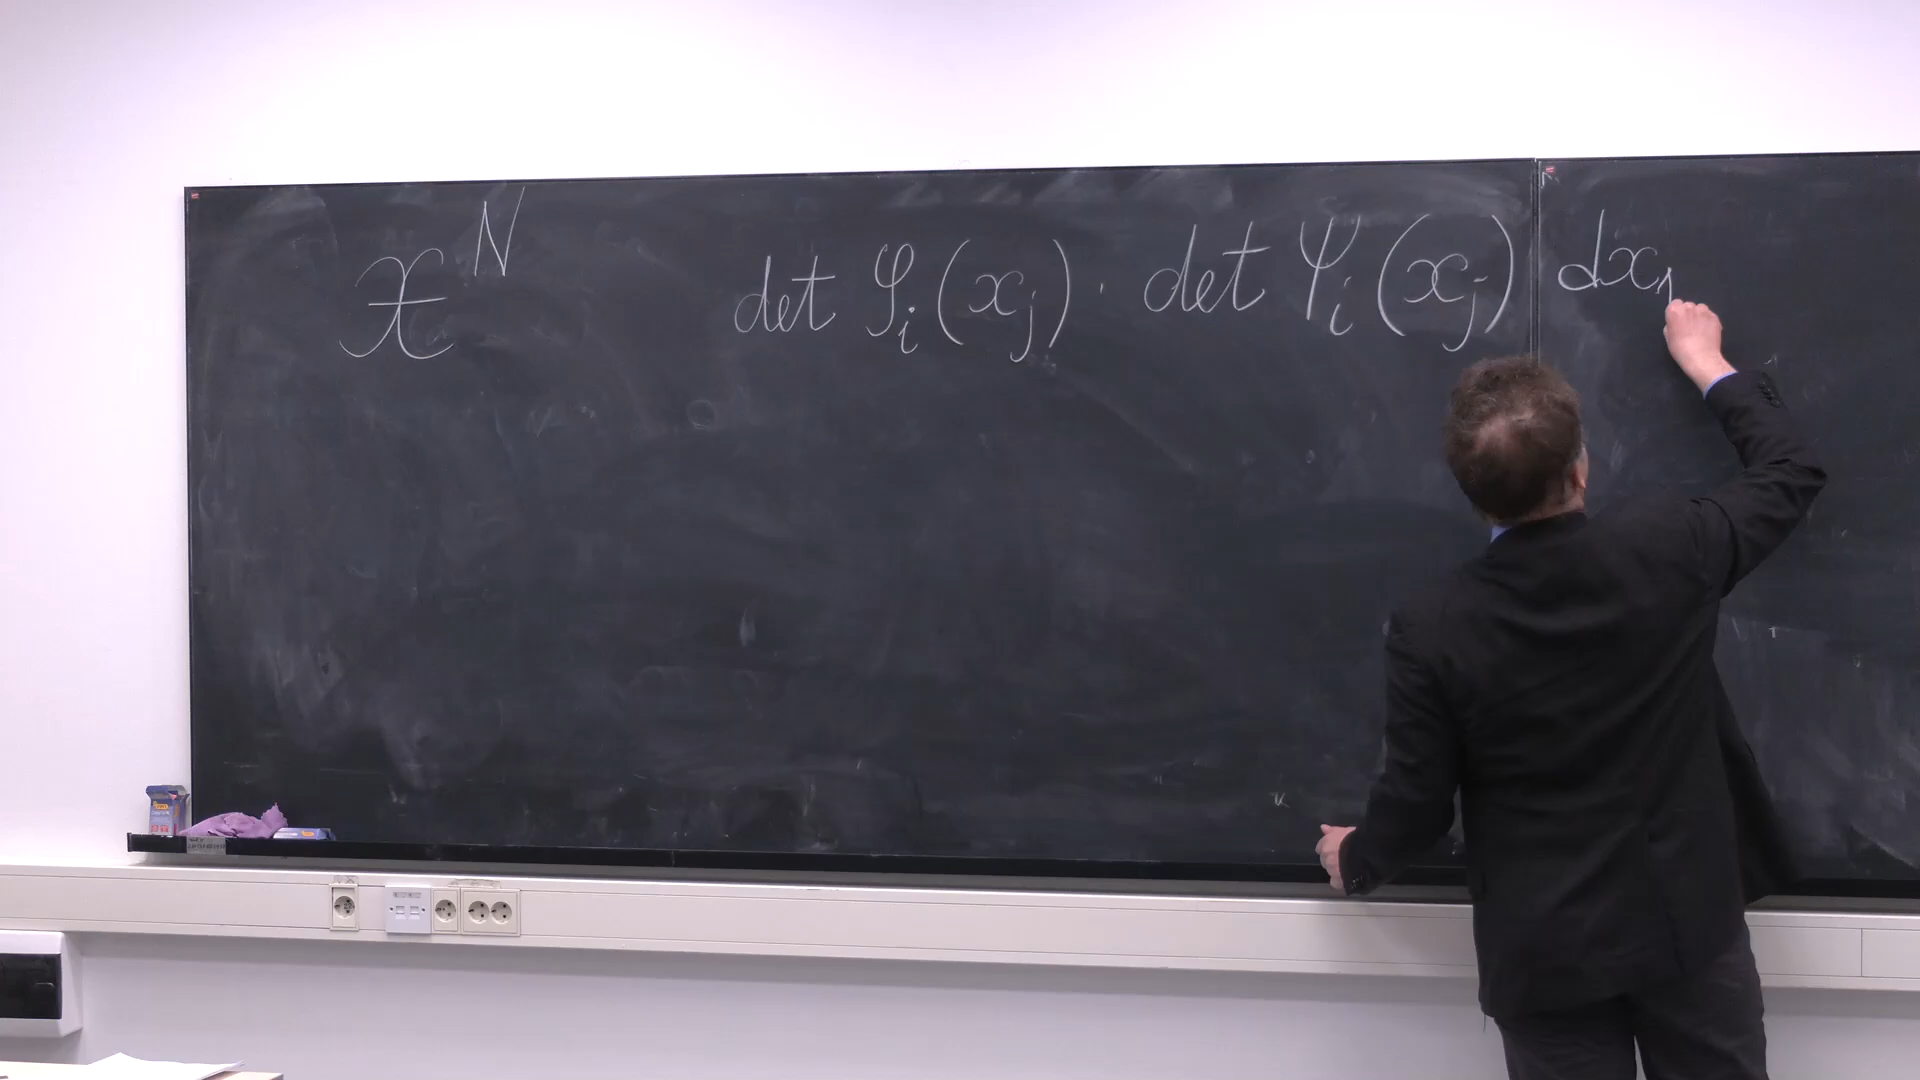 𝒳^N det φ_i(x_j) · det ψ_i(x_j) dx_1